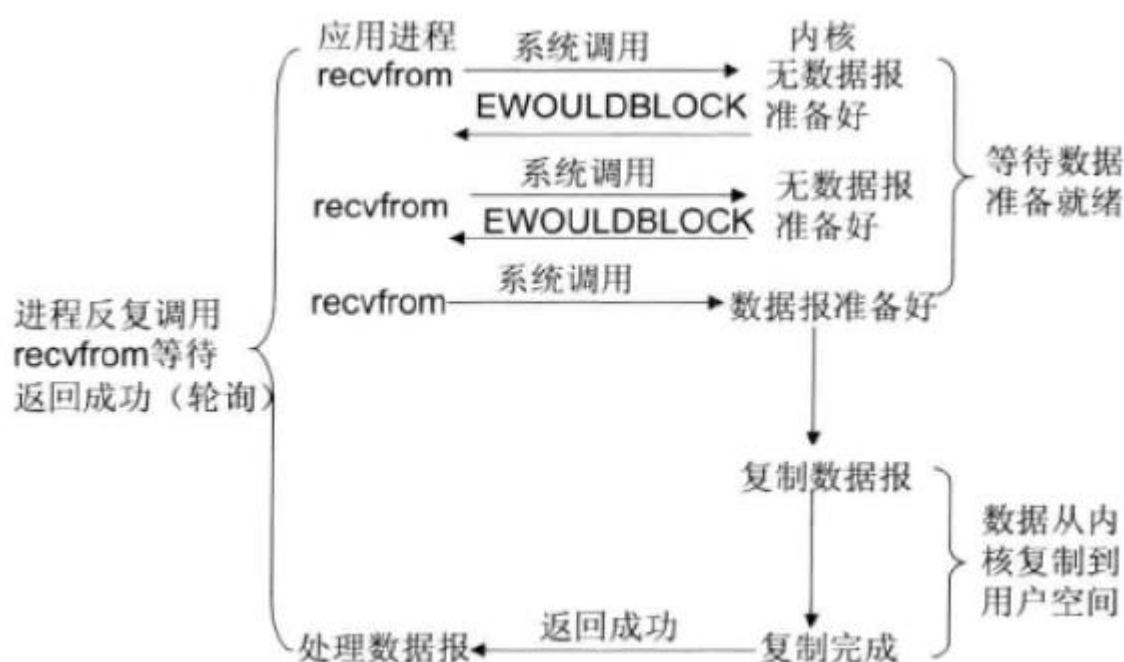 应用进程
系统调用
内核
recvfrom
无数据报
EWOULDBLOCK
准备好
等待数据
准备就绪
系统调用
recvfrom
无数据报
EWOULDBLOCK
准备好
系统调用
recvfrom
数据报准备好
进程反复调用
recvfrom等待
返回成功（轮询）
复制数据报
数据从内
核复制到
用户空间
返回成功
处理数据报
复制完成